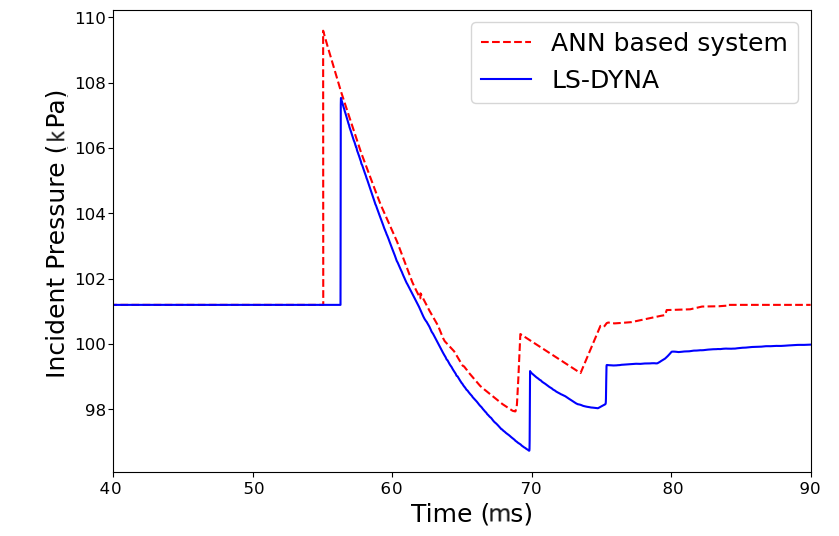 ANN based system
LS-DYNA
Incident Pressure (kPa)
110
108
106
104
102
100
98
40 50 60 70 80 90
Time (ms)